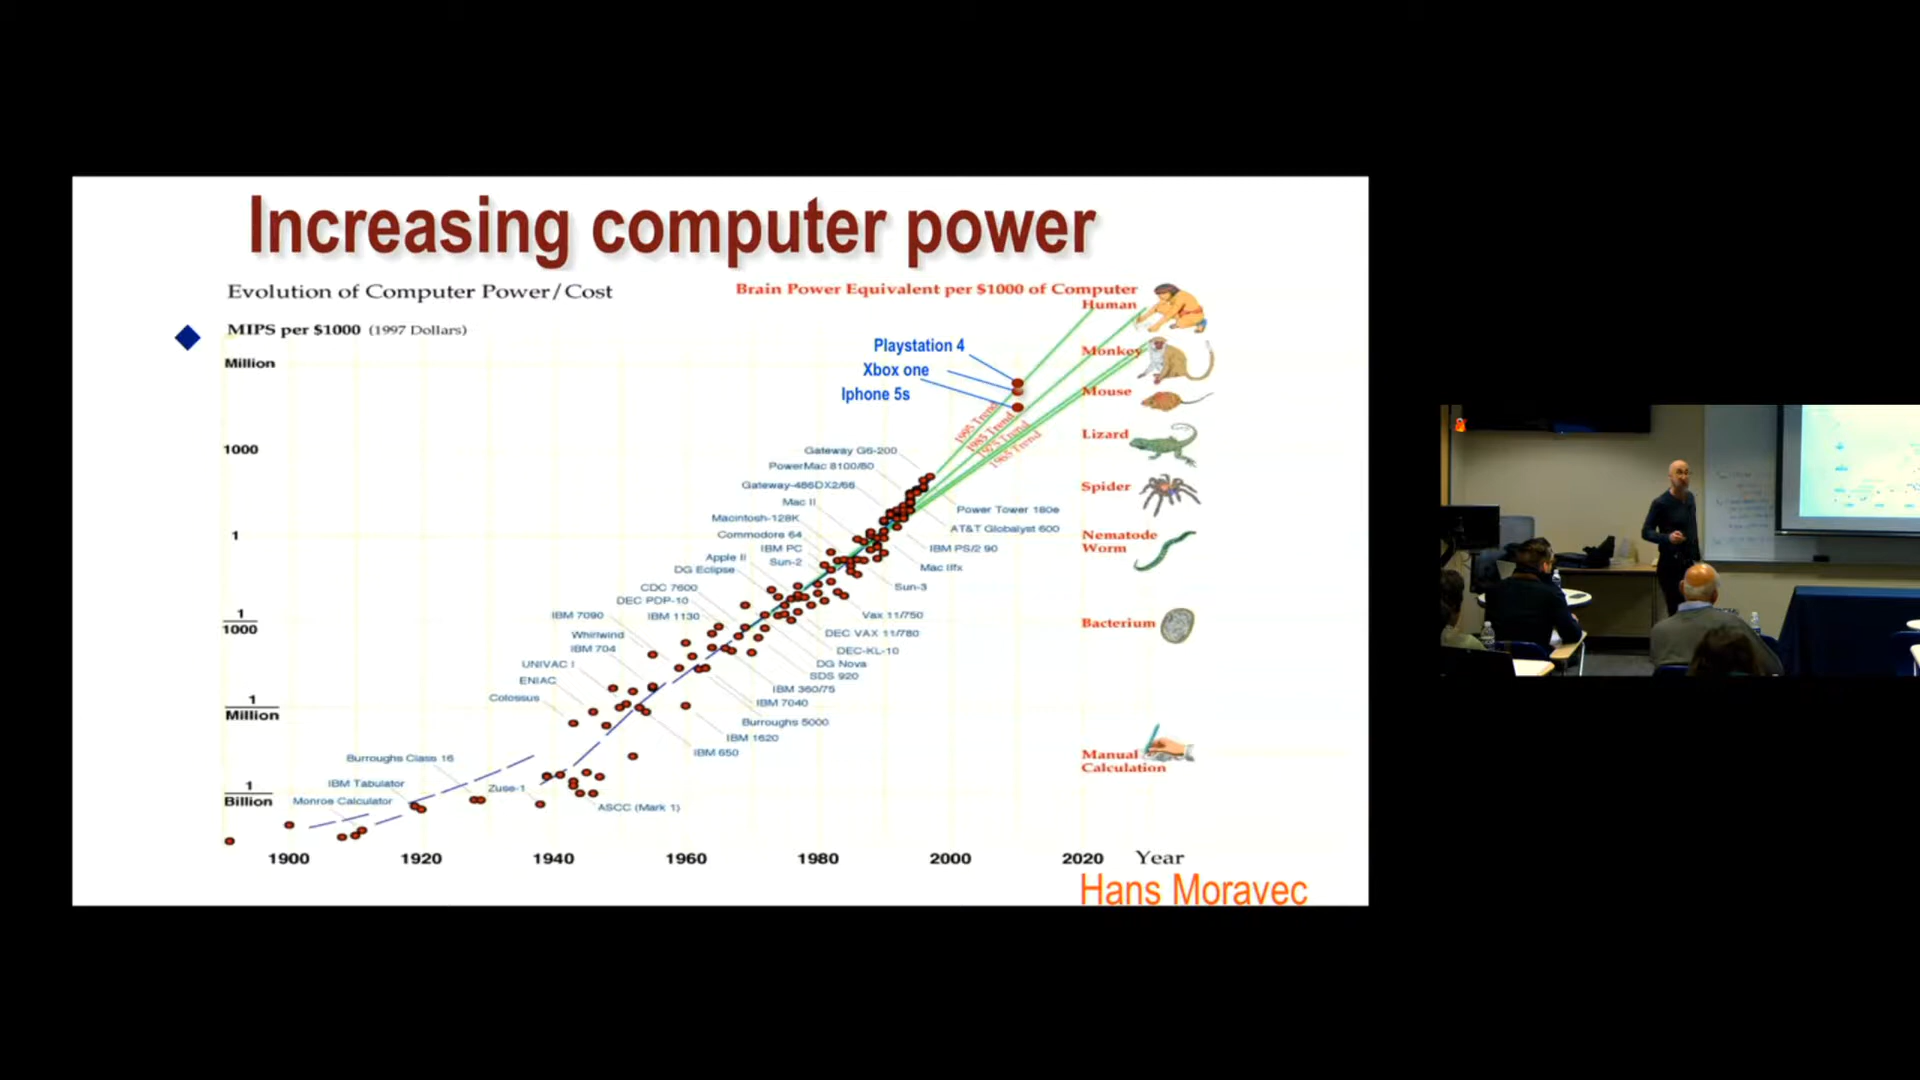 Increasing computer power
Evolution of Computer Power/Cost
Brain Power Equivalent per $1000 of Computer
MIPS per $1000 (1997 Dollars)
Million
1000
1
1
1000
1
Million
1
Billion
Human
Monkey
Mouse
Lizard
Spider
Nematode
Worm
Bacterium
Manual
Calculation
Playstation 4
Xbox one
Iphone 5s
1995 Trend
1985 Trend
1975 Trend
1965 Trend
Gateway G6-200
PowerMac 8100/80
Gateway-486DX2/66
Mac II
Macintosh-128K
Commodore 64
IBM PC
Sun-2
Apple II
DG Eclipse
CDC 7600
DEC PDP-10
IBM 7090
IBM 1130
Whirlwind
IBM 704
UNIVAC I
ENIAC
Colossus
Burroughs Class 16
IBM Tabulator
Monroe Calculator
Zuse-1
ASCC (Mark 1)
Power Tower 180e
AT&T Globalyst 600
IBM PS/2 90
Mac IIfx
Sun-3
Vax 11/750
DEC VAX 11/780
DEC-KL-10
DG Nova
SDS 920
IBM 360/75
IBM 7040
Burroughs 5000
IBM 1620
IBM 650
1900 1920 1940 1960 1980 2000 2020 Year
Hans Moravec